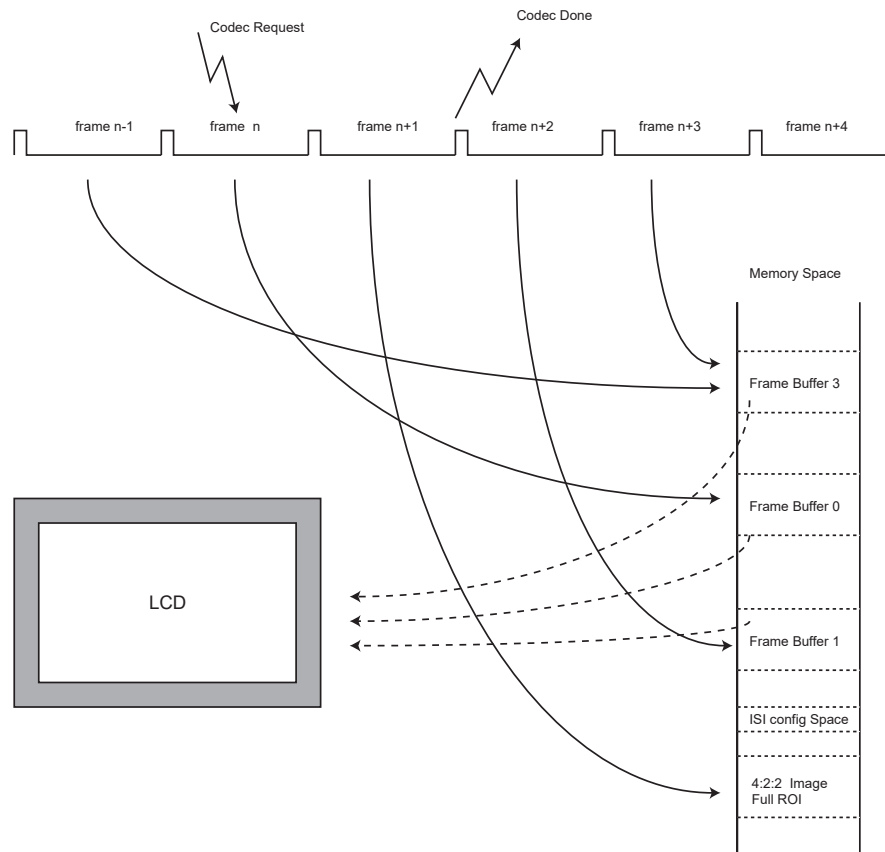 Codec Request
Codec Done
frame n-1
frame n
frame n+1
frame n+2
frame n+3
frame n+4
Memory Space
Frame Buffer 3
Frame Buffer 0
LCD
Frame Buffer 1
ISI config Space
4:2:2 Image
Full ROI